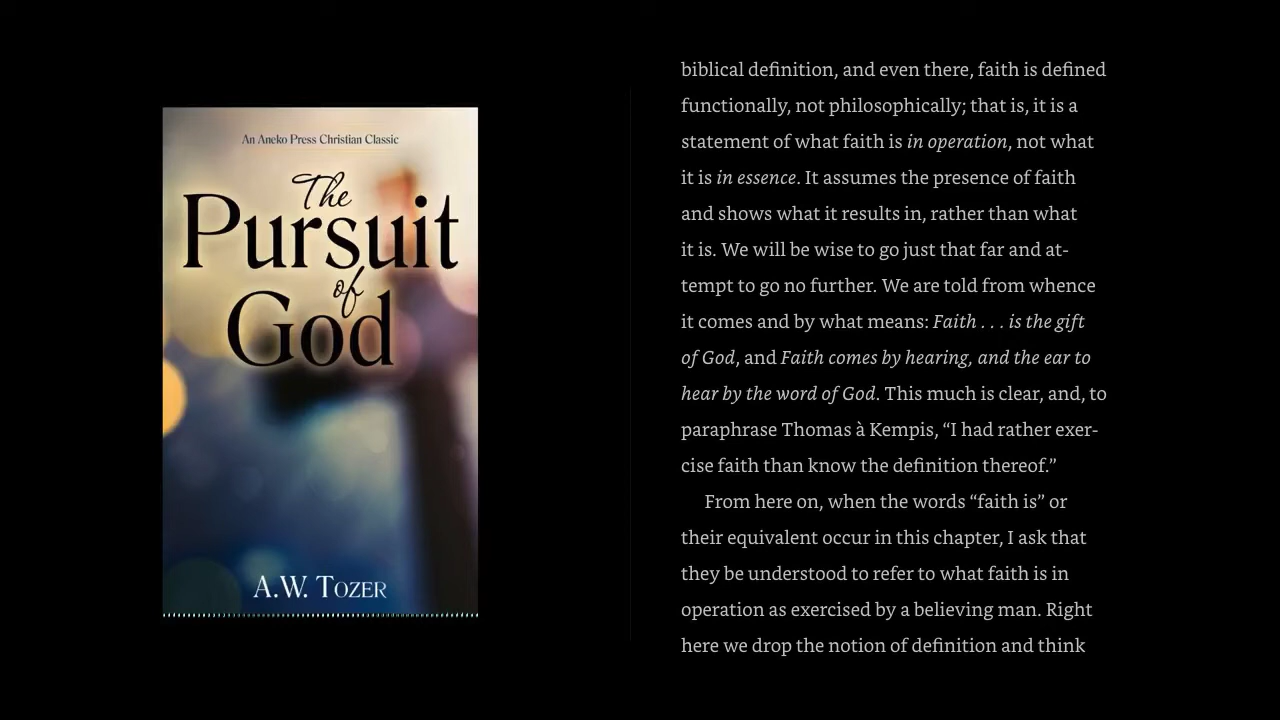 An Aneko Press Christian Classic
The
Pursuit
of
God
A.W. Tozer
biblical definition, and even there, faith is defined
functionally, not philosophically; that is, it is a
statement of what faith is in operation, not what
it is in essence. It assumes the presence of faith
and shows what it results in, rather than what
it is. We will be wise to go just that far and at-
tempt to go no further. We are told from whence
it comes and by what means: Faith . . . is the gift
of God, and Faith comes by hearing, and the ear to
hear by the word of God. This much is clear, and, to
paraphrase Thomas à Kempis, “I had rather exer-
cise faith than know the definition thereof.”
From here on, when the words “faith is” or
their equivalent occur in this chapter, I ask that
they be understood to refer to what faith is in
operation as exercised by a believing man. Right
here we drop the notion of definition and think